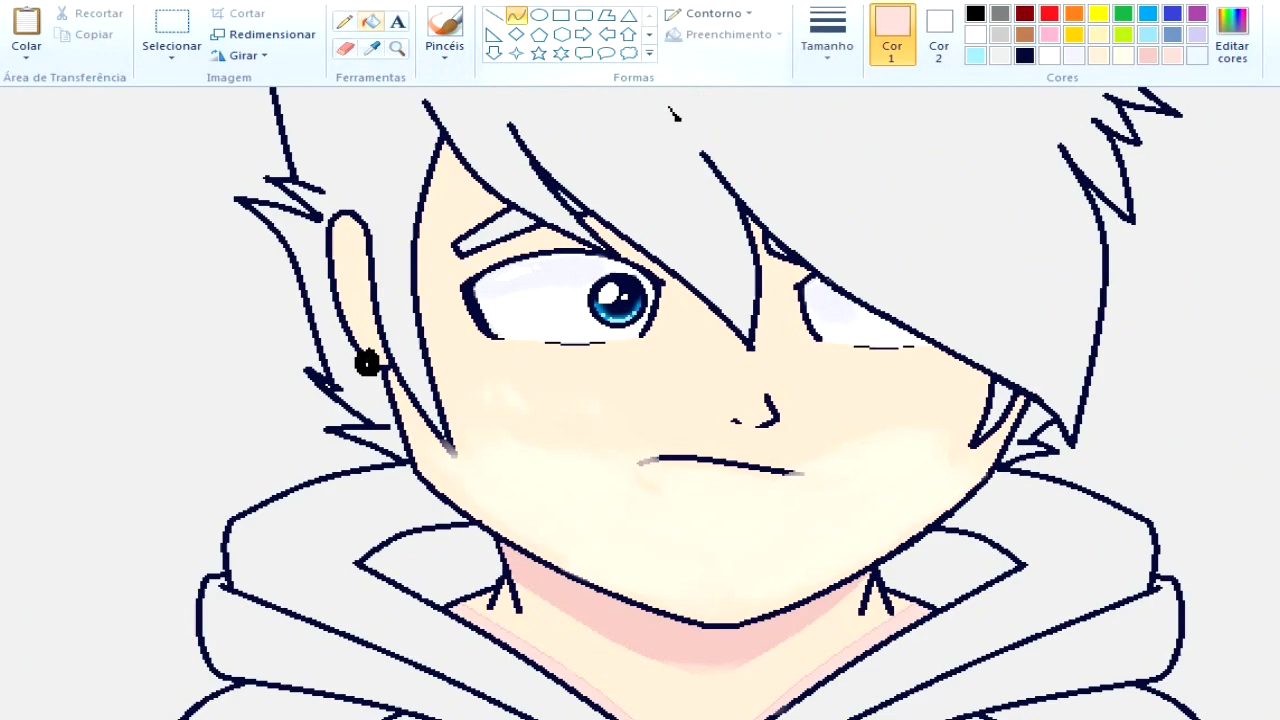 Colar
Recortar
Copiar
Área de Transferência
Selecionar
Cortar
Redimensionar
Girar
Imagem
A
Ferramentas
Pincéis
Contorno
Preenchimento
Formas
Tamanho
Cor
1
Cor
2
Editar
cores
Cores